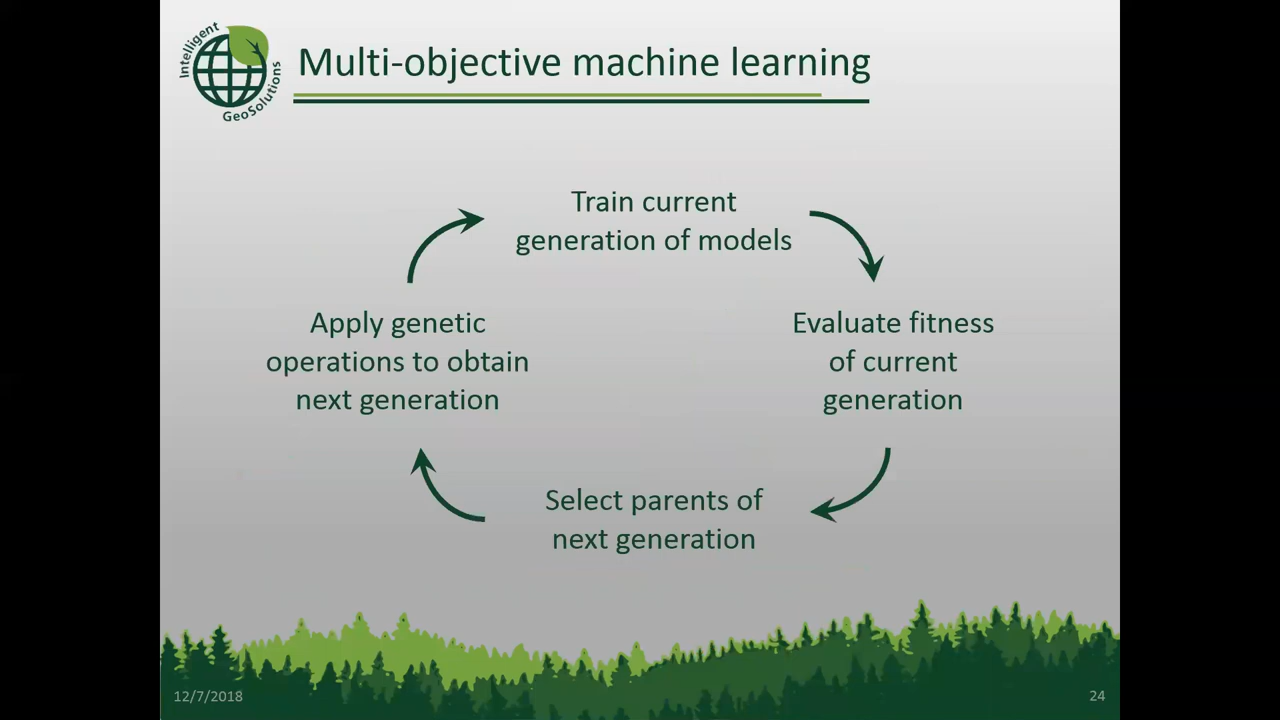 Intelligent
GeoSolutions
Multi-objective machine learning
Train current
generation of models
Evaluate fitness
of current
generation
Select parents of
next generation
Apply genetic
operations to obtain
next generation
12/7/2018
24